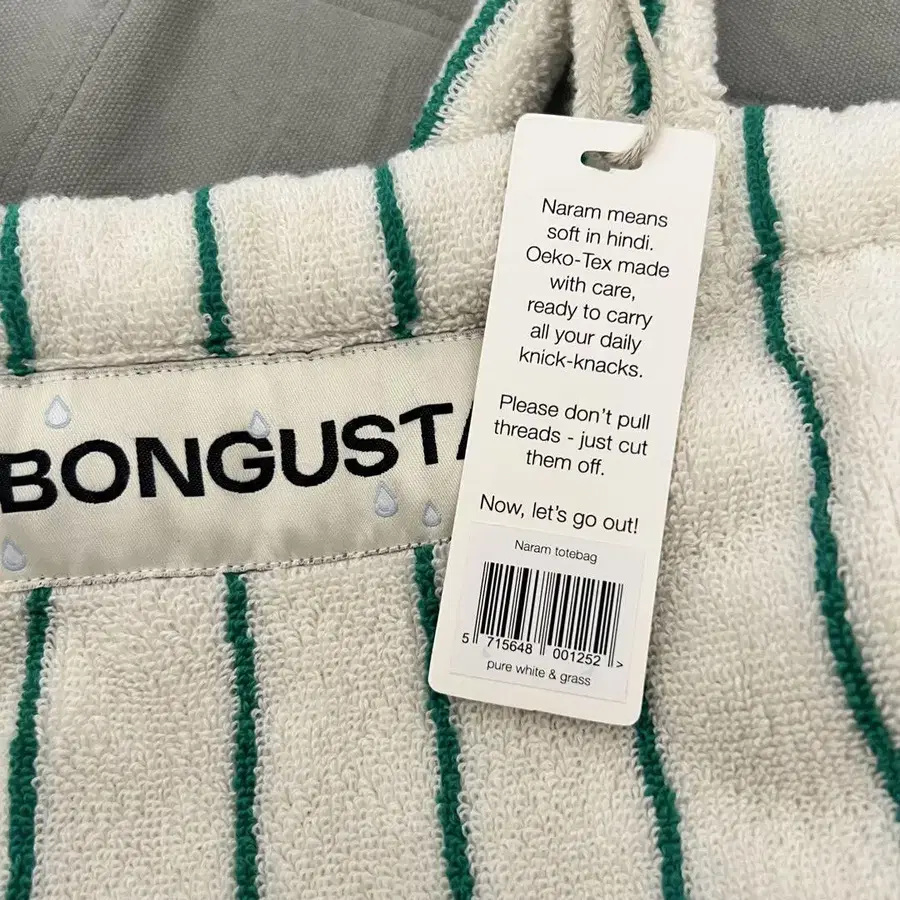 Naram means
soft in hindi.
Oeko-Tex made
with care,
ready to carry
all your daily
knick-knacks.
Please don't pull
threads - just cut
them off.
Now, let's go out!
BONGUSTA
Naram totebag
5 715648 001252 >
pure white & grass